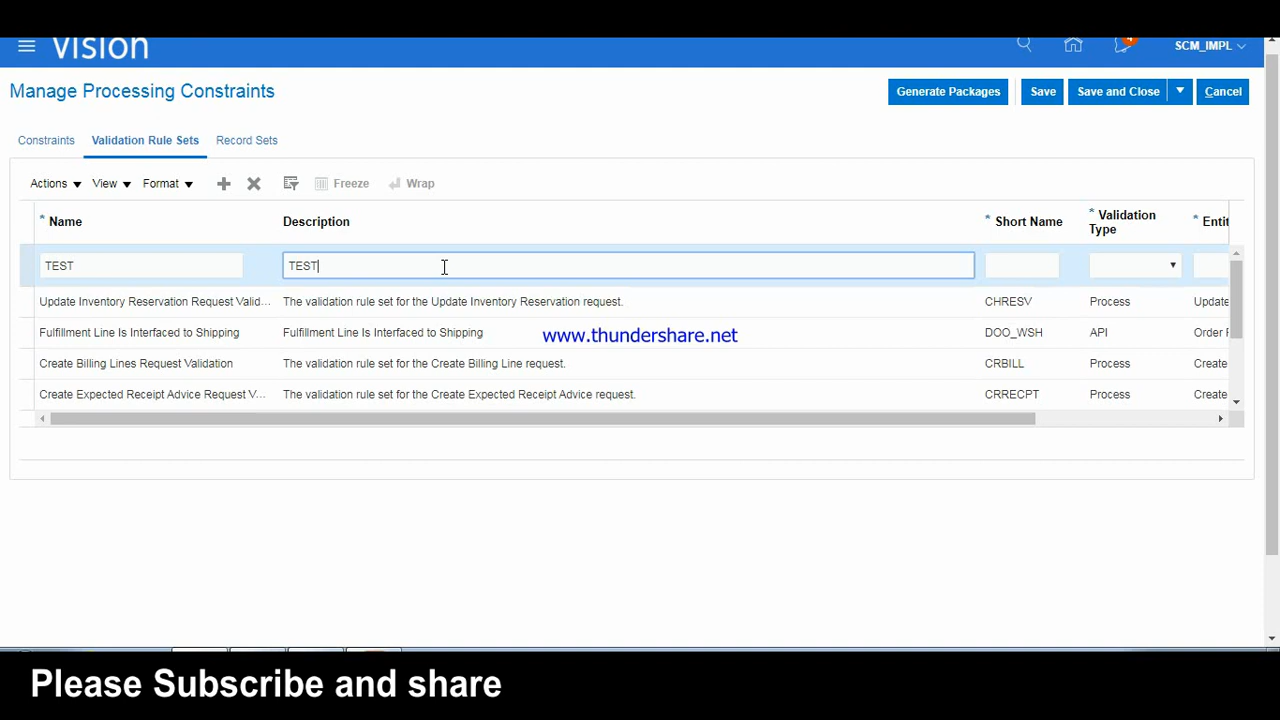 vision
4
SCM_IMPL
Manage Processing Constraints
Generate Packages
Save
Save and Close
Cancel
Constraints
Validation Rule Sets
Record Sets
Actions
View
Format
Freeze
Wrap
* Name
Description
* Short Name
* Validation Type
* Entit
TEST
TEST
Update Inventory Reservation Request Valid...
The validation rule set for the Update Inventory Reservation request.
CHRESV
Process
Update
Fulfillment Line Is Interfaced to Shipping
Fulfillment Line Is Interfaced to Shipping
DOO_WSH
API
Order F
www.thundershare.net
Create Billing Lines Request Validation
The validation rule set for the Create Billing Line request.
CRBILL
Process
Create
Create Expected Receipt Advice Request V...
The validation rule set for the Create Expected Receipt Advice request.
CRRECPT
Process
Create
Please Subscribe and share